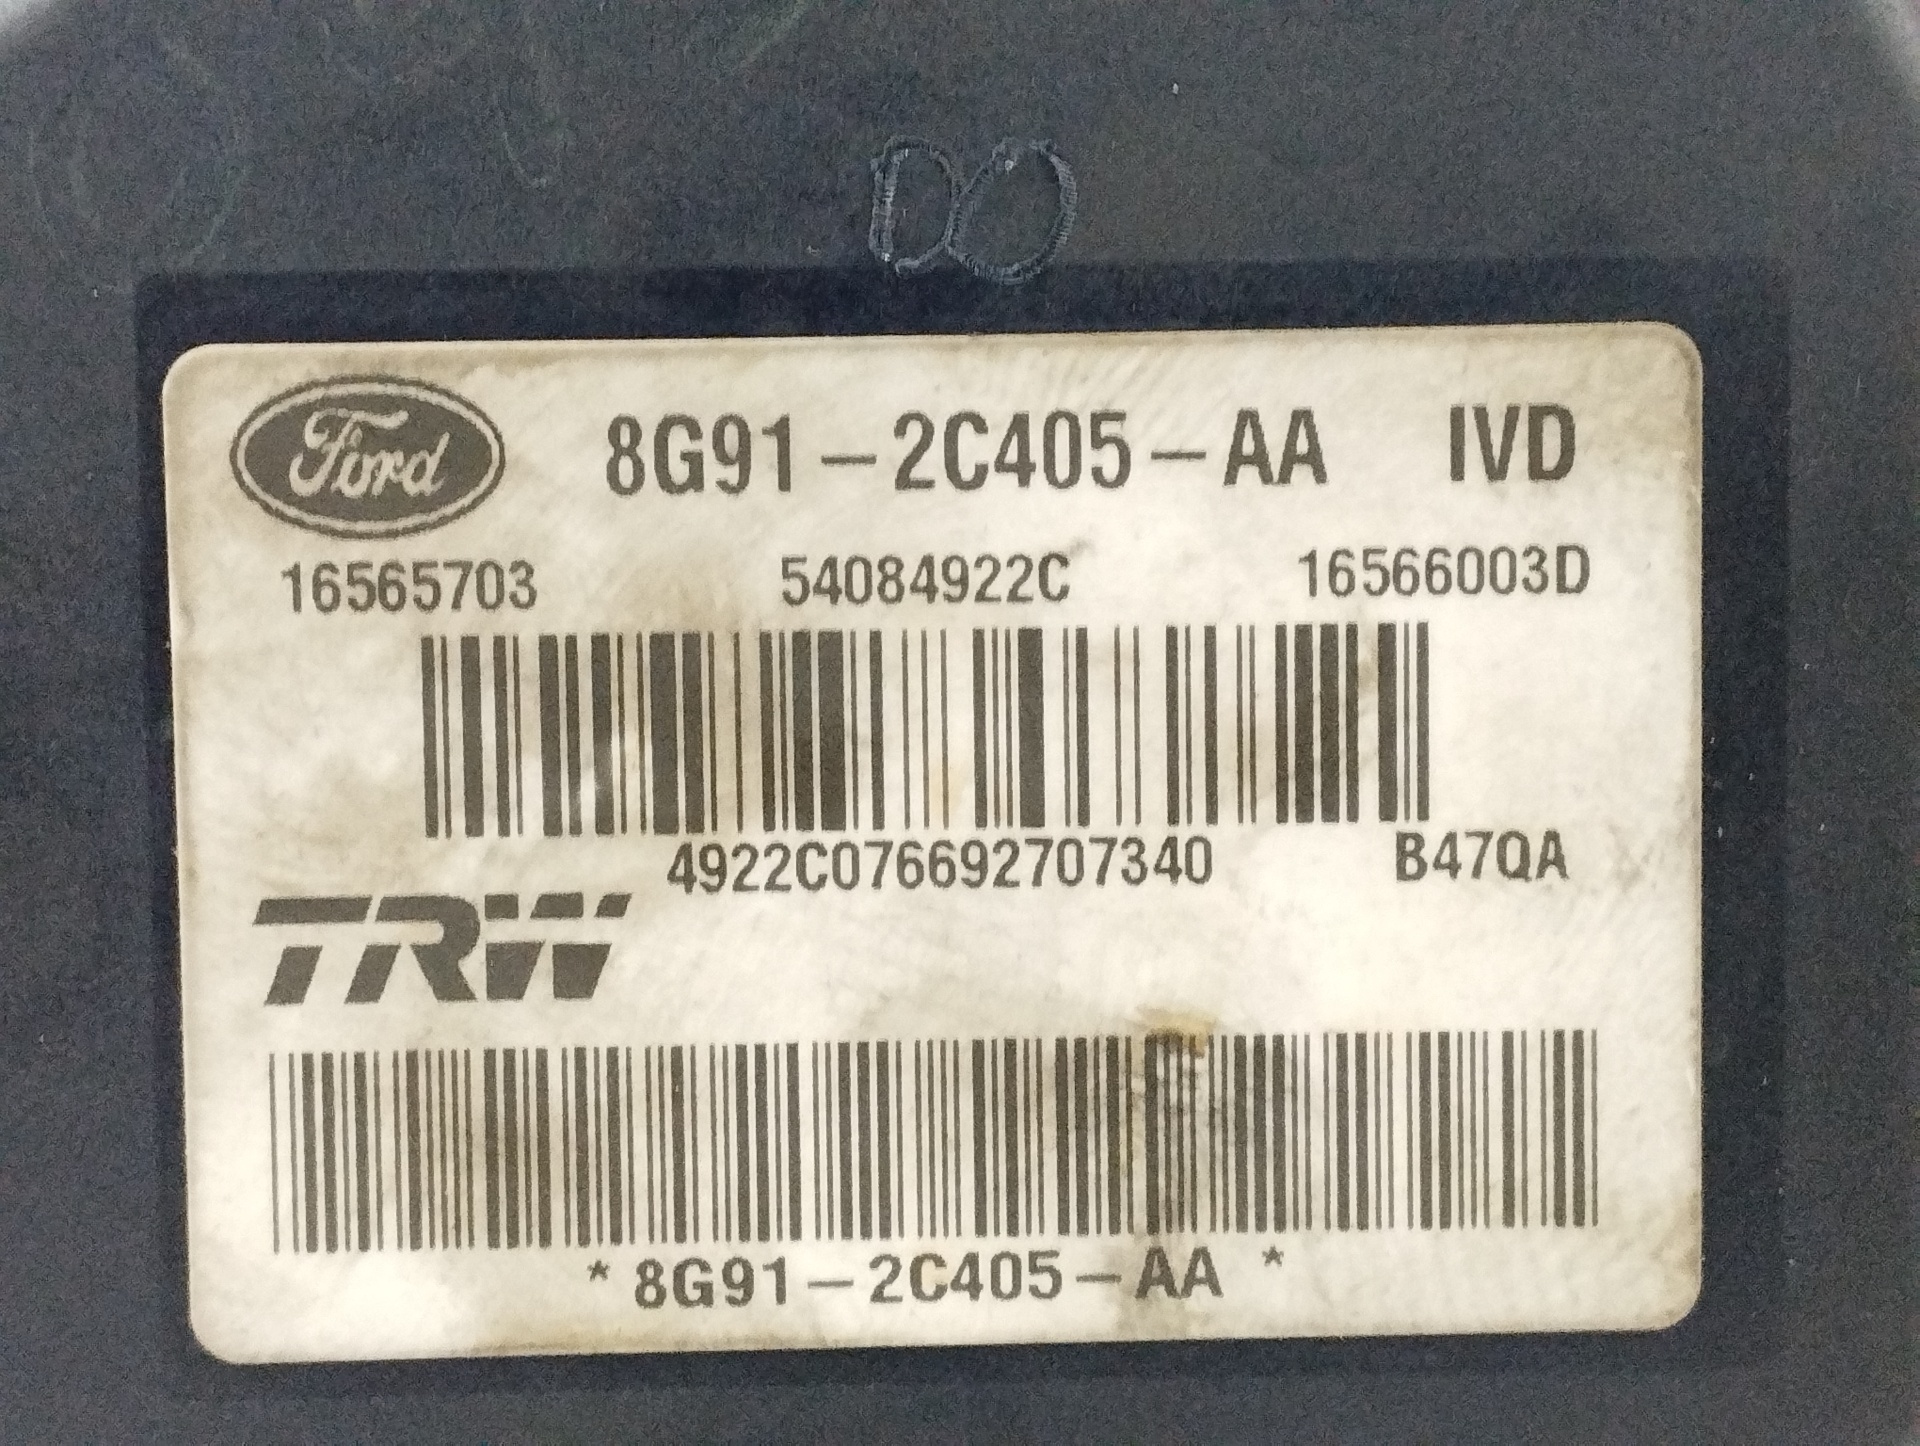 DO
Ford 8G91-2C405-AA IVD
16565703 54084922C 16566003D
4922C076692707340 B47QA
TRW
*8G91-2C405-AA*